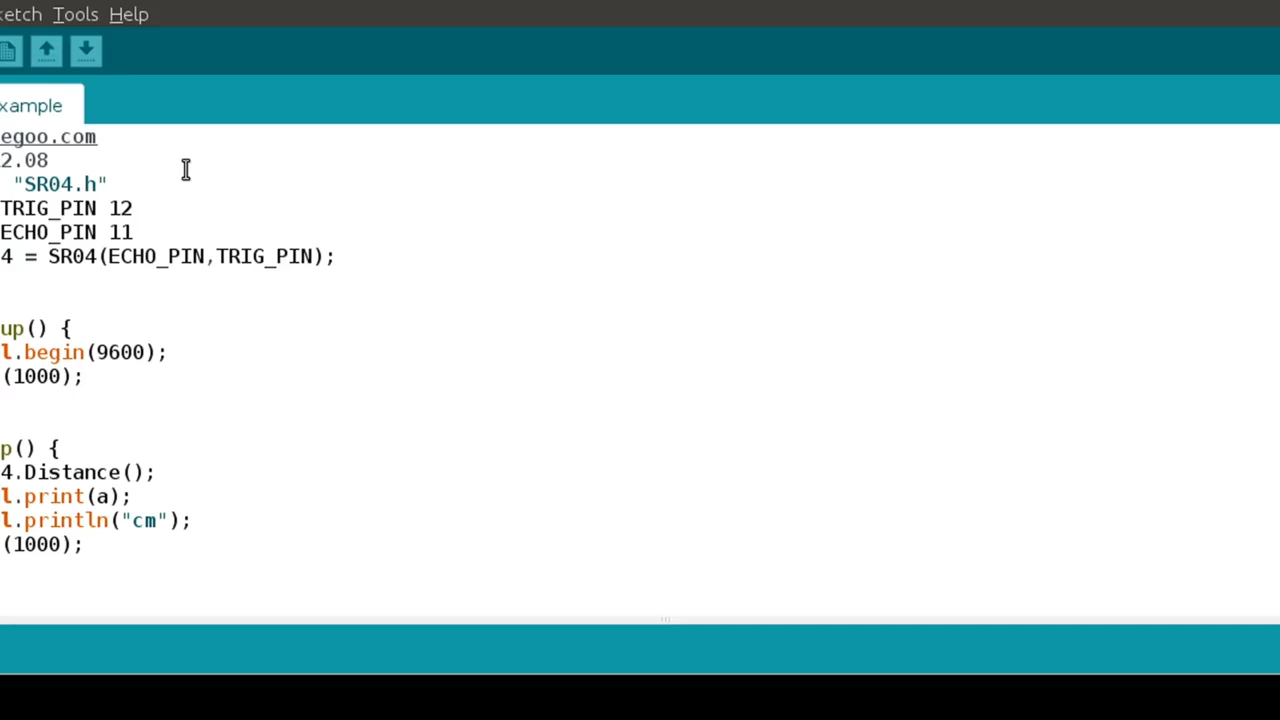 ketch Tools Help
xample
egoo.com
2.08
"SR04.h"
TRIG_PIN 12
ECHO_PIN 11
4 = SR04(ECHO_PIN,TRIG_PIN);
up() {
l.begin(9600);
(1000);
p() {
4.Distance();
l.print(a);
l.println("cm");
(1000);